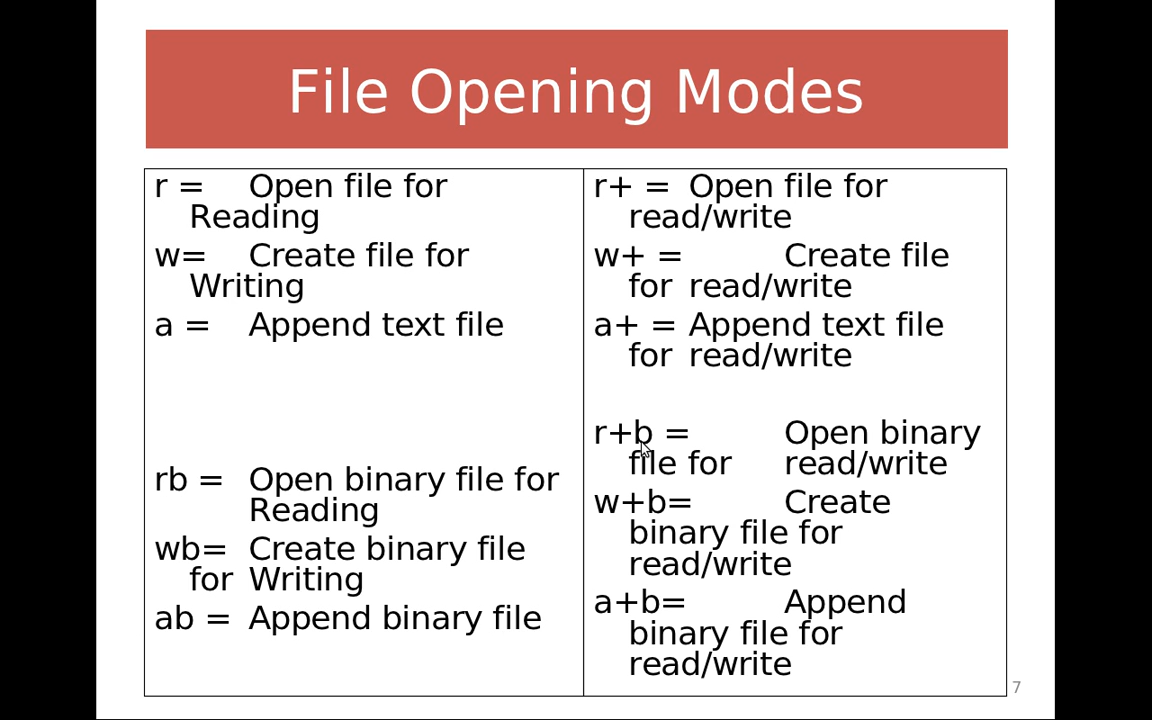 File Opening Modes
r = Open file for
Reading
w= Create file for
Writing
a = Append text file
rb = Open binary file for
Reading
wb= Create binary file
for Writing
ab = Append binary file
r+ = Open file for
read/write
w+ = Create file
for read/write
a+ = Append text file
for read/write
r+b = Open binary
file for read/write
w+b= Create
binary file for
read/write
a+b= Append
binary file for
read/write
7